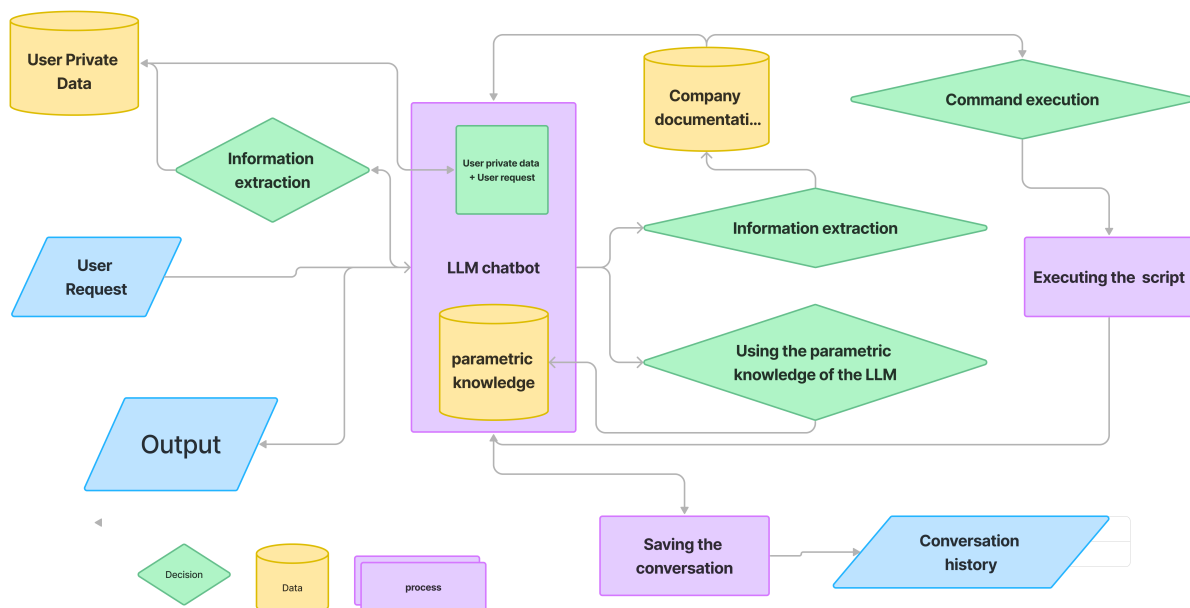 User Private
Data
Company
documentati...
Command execution
User private data
+ User request
Information
extraction
Information extraction
User
Request
LLM chatbot
Executing the script
parametric
knowledge
Using the parametric
knowledge of the LLM
Output
Saving the
conversation
Conversation
history
Decision
Data
process